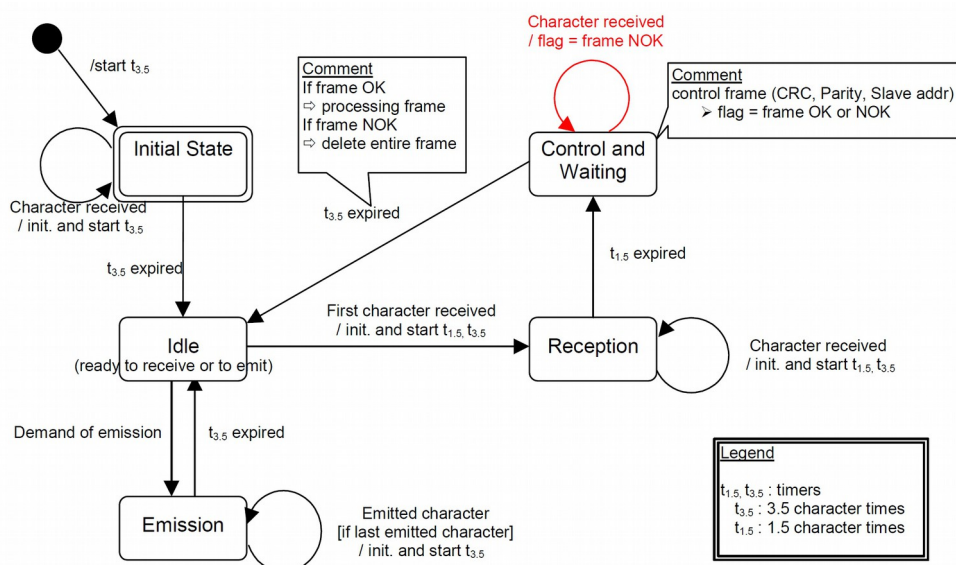 Character received
/ flag = frame NOK
/start t3.5
Comment
If frame OK
⇨ processing frame
If frame NOK
⇨ delete entire frame
Comment
control frame (CRC, Parity, Slave addr)
➢ flag = frame OK or NOK
Initial State
Control and
Waiting
Character received
/ init. and start t3.5
t3.5 expired
t3.5 expired
t1.5 expired
First character received
/ init. and start t1.5, t3.5
Idle
(ready to receive or to emit)
Reception
Character received
/ init. and start t1.5, t3.5
Demand of emission
t3.5 expired
Emission
Emitted character
[if last emitted character]
/ init. and start t3.5
Legend
t1.5, t3.5 : timers
t3.5 : 3.5 character times
t1.5 : 1.5 character times